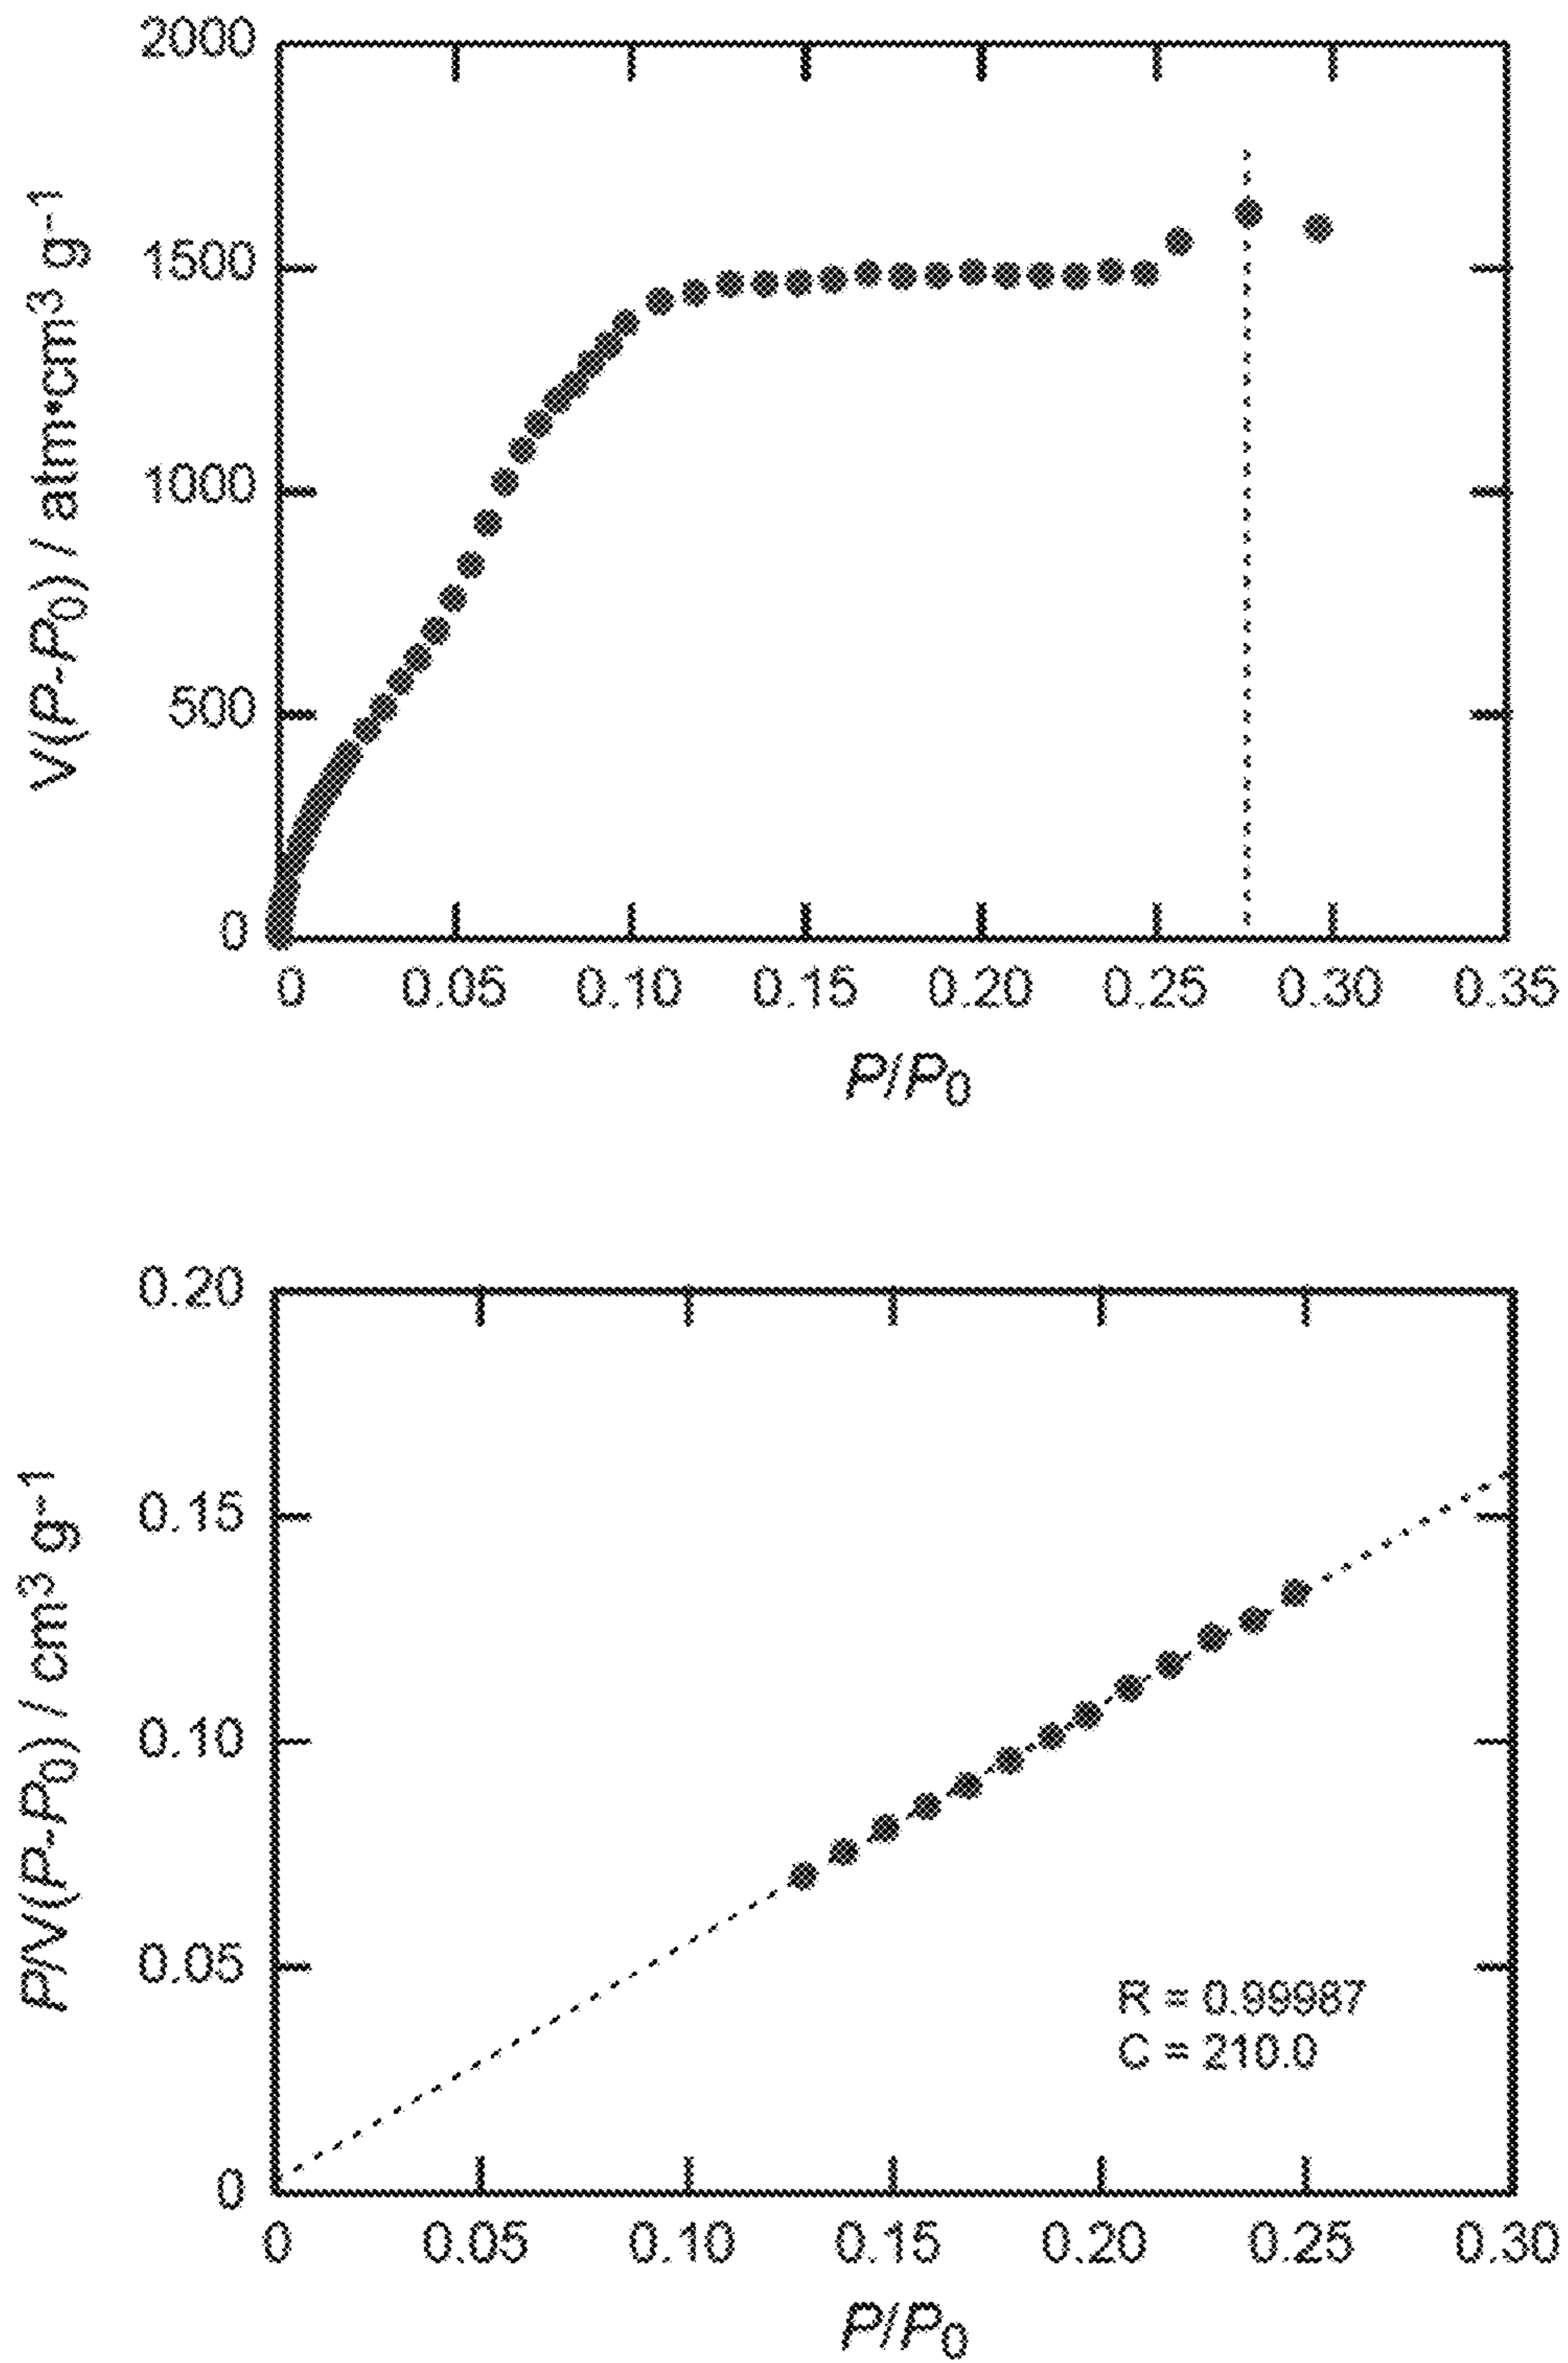 V(P-P0) / atm•cm3 g-1
2000
1500
1000
500
0
0 0.05 0.10 0.15 0.20 0.25 0.30 0.35
P/P0
P/V(P-P0) / cm3 g-1
0.20
0.15
0.10
0.05
0
R = 0.99987
C = 210.0
0 0.05 0.10 0.15 0.20 0.25 0.30
P/P0